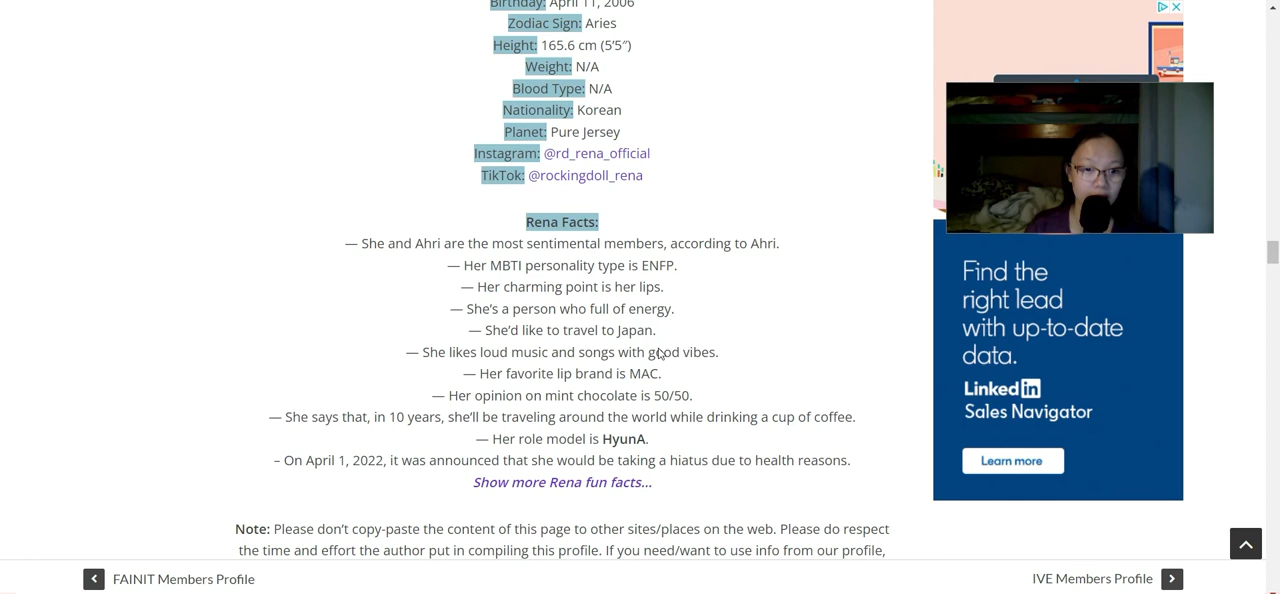 Birthday: April 11, 2006
Zodiac Sign: Aries
Height: 165.6 cm (5'5″)
Weight: N/A
Blood Type: N/A
Nationality: Korean
Planet: Pure Jersey
Instagram: @rd_rena_official
TikTok: @rockingdoll_rena
Rena Facts:
— She and Ahri are the most sentimental members, according to Ahri.
— Her MBTI personality type is ENFP.
— Her charming point is her lips.
— She's a person who full of energy.
— She'd like to travel to Japan.
— She likes loud music and songs with good vibes.
— Her favorite lip brand is MAC.
— Her opinion on mint chocolate is 50/50.
— She says that, in 10 years, she'll be traveling around the world while drinking a cup of coffee.
— Her role model is HyunA.
– On April 1, 2022, it was announced that she would be taking a hiatus due to health reasons.
Show more Rena fun facts...
Note: Please don't copy-paste the content of this page to other sites/places on the web. Please do respect
the time and effort the author put in compiling this profile. If you need/want to use info from our profile,
FAINIT Members Profile
IVE Members Profile
Find the
right lead
with up-to-date
data.
Linked in
Sales Navigator
Learn more